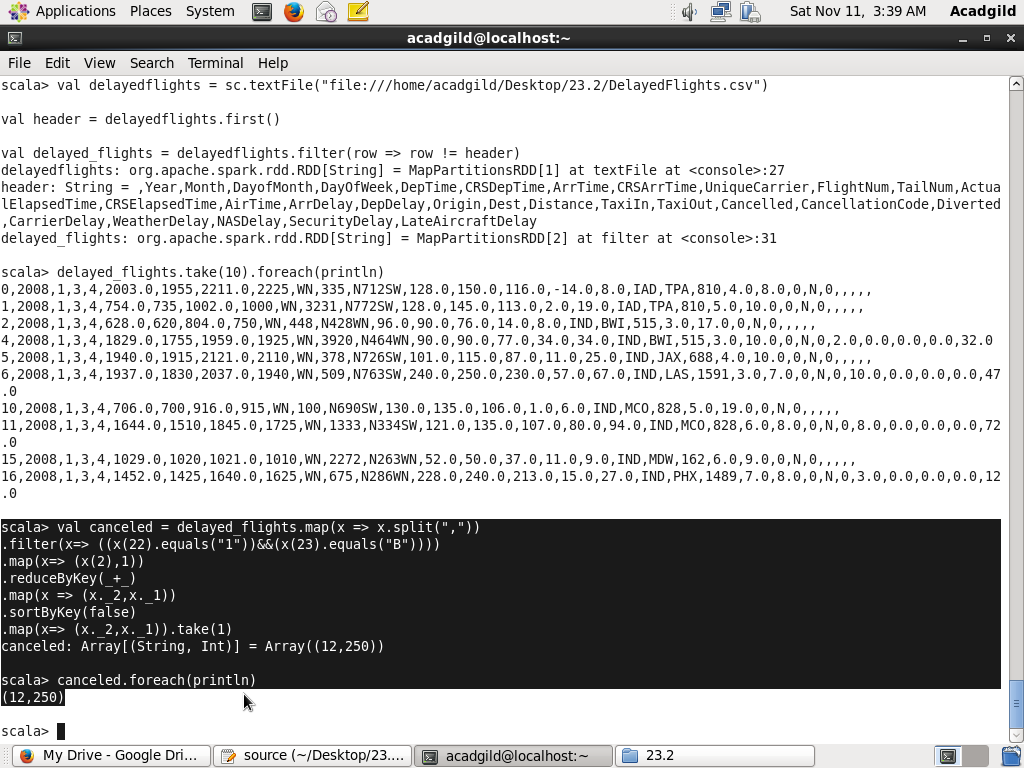 Applications Places System Sat Nov 11, 3:39 AM Acadgild
acadgild@localhost:~
File Edit View Search Terminal Help
scala> val delayedflights = sc.textFile("file:///home/acadgild/Desktop/23.2/DelayedFlights.csv")
val header = delayedflights.first()
val delayed_flights = delayedflights.filter(row => row != header)
delayedflights: org.apache.spark.rdd.RDD[String] = MapPartitionsRDD[1] at textFile at <console>:27
header: String = ,Year,Month,DayofMonth,DayOfWeek,DepTime,CRSDepTime,ArrTime,CRSArrTime,UniqueCarrier,FlightNum,TailNum,Actua
lElapsedTime,CRSElapsedTime,AirTime,ArrDelay,DepDelay,Origin,Dest,Distance,TaxiIn,TaxiOut,Cancelled,CancellationCode,Diverted
,CarrierDelay,WeatherDelay,NASDelay,SecurityDelay,LateAircraftDelay
delayed_flights: org.apache.spark.rdd.RDD[String] = MapPartitionsRDD[2] at filter at <console>:31
scala> delayed_flights.take(10).foreach(println)
0,2008,1,3,4,2003.0,1955,2211.0,2225,WN,335,N712SW,128.0,150.0,116.0,-14.0,8.0,IAD,TPA,810,4.0,8.0,0,N,0,,,,,
1,2008,1,3,4,754.0,735,1002.0,1000,WN,3231,N772SW,128.0,145.0,113.0,2.0,19.0,IAD,TPA,810,5.0,10.0,0,N,0,,,,,
2,2008,1,3,4,628.0,620,804.0,750,WN,448,N428WN,96.0,90.0,76.0,14.0,8.0,IND,BWI,515,3.0,17.0,0,N,0,,,,,
4,2008,1,3,4,1829.0,1755,1959.0,1925,WN,3920,N464WN,90.0,90.0,77.0,34.0,34.0,IND,BWI,515,3.0,10.0,0,N,0,2.0,0.0,0.0,0.0,32.0
5,2008,1,3,4,1940.0,1915,2121.0,2110,WN,378,N726SW,101.0,115.0,87.0,11.0,25.0,IND,JAX,688,4.0,10.0,0,N,0,,,,,
6,2008,1,3,4,1937.0,1830,2037.0,1940,WN,509,N763SW,240.0,250.0,230.0,57.0,67.0,IND,LAS,1591,3.0,7.0,0,N,0,10.0,0.0,0.0,0.0,47
.0
10,2008,1,3,4,706.0,700,916.0,915,WN,100,N690SW,130.0,135.0,106.0,1.0,6.0,IND,MCO,828,5.0,19.0,0,N,0,,,,,
11,2008,1,3,4,1644.0,1510,1845.0,1725,WN,1333,N334SW,121.0,135.0,107.0,80.0,94.0,IND,MCO,828,6.0,8.0,0,N,0,8.0,0.0,0.0,0.0,72
.0
15,2008,1,3,4,1029.0,1020,1021.0,1010,WN,2272,N263WN,52.0,50.0,37.0,11.0,9.0,IND,MDW,162,6.0,9.0,0,N,0,,,,,
16,2008,1,3,4,1452.0,1425,1640.0,1625,WN,675,N286WN,228.0,240.0,213.0,15.0,27.0,IND,PHX,1489,7.0,8.0,0,N,0,3.0,0.0,0.0,0.0,12
.0
scala> val canceled = delayed_flights.map(x => x.split(","))
.filter(x=> ((x(22).equals("1"))&&(x(23).equals("B"))))
.map(x=> (x(2),1))
.reduceByKey(_+_)
.map(x => (x._2,x._1))
.sortByKey(false)
.map(x=> (x._2,x._1)).take(1)
canceled: Array[(String, Int)] = Array((12,250))
scala> canceled.foreach(println)
(12,250)
scala>
My Drive - Google Dri... source (~/Desktop/23.... acadgild@localhost:~ 23.2